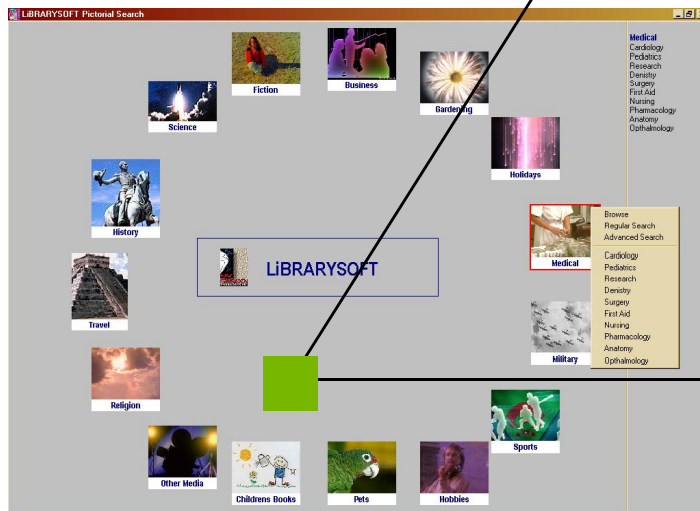 LiBRARYSOFT Pictorial Search
Fiction
Business
Gardening
Science
Holidays
History
Medical
LiBRARYSOFT
Travel
Military
Religion
Sports
Other Media
Childrens Books
Pets
Hobbies
Browse
Regular Search
Advanced Search
Cardiology
Pediatrics
Research
Denistry
Surgery
First Aid
Nursing
Pharmacology
Anatomy
Opthalmology
Medical
Cardiology
Pediatrics
Research
Denistry
Surgery
First Aid
Nursing
Pharmacology
Anatomy
Opthalmology